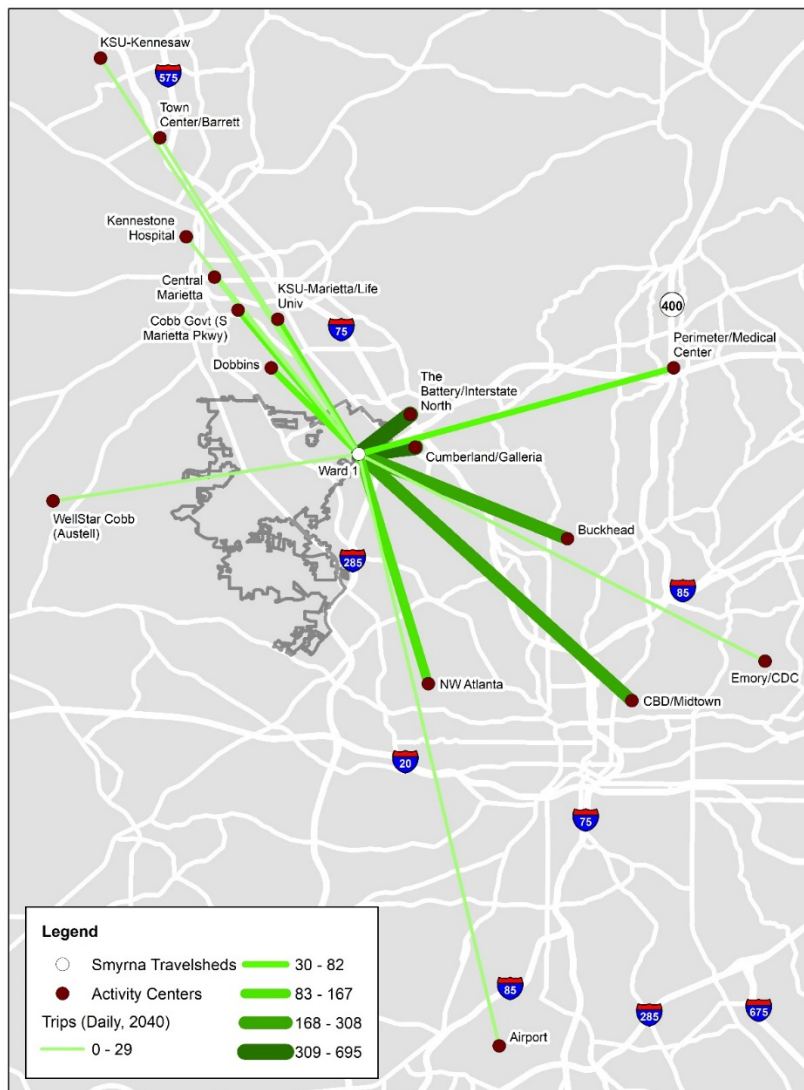 KSU-Kennesaw
575
Town
Center/Barrett
Kennestone
Hospital
Central
Marietta
KSU-Marietta/Life
Univ
Cobb Govt (S
Marietta Pkwy)
75
400
Perimeter/Medical
Center
Dobbins
The
Battery/Interstate
North
Cumberland/Galleria
Ward 1
WellStar Cobb
(Austell)
Buckhead
285
85
Emory/CDC
NW Atlanta
CBD/Midtown
20
75
Legend
Smyrna Travelsheds
30 - 82
Activity Centers
83 - 167
Trips (Daily, 2040)
168 - 308
0 - 29
309 - 695
85
285
675
Airport